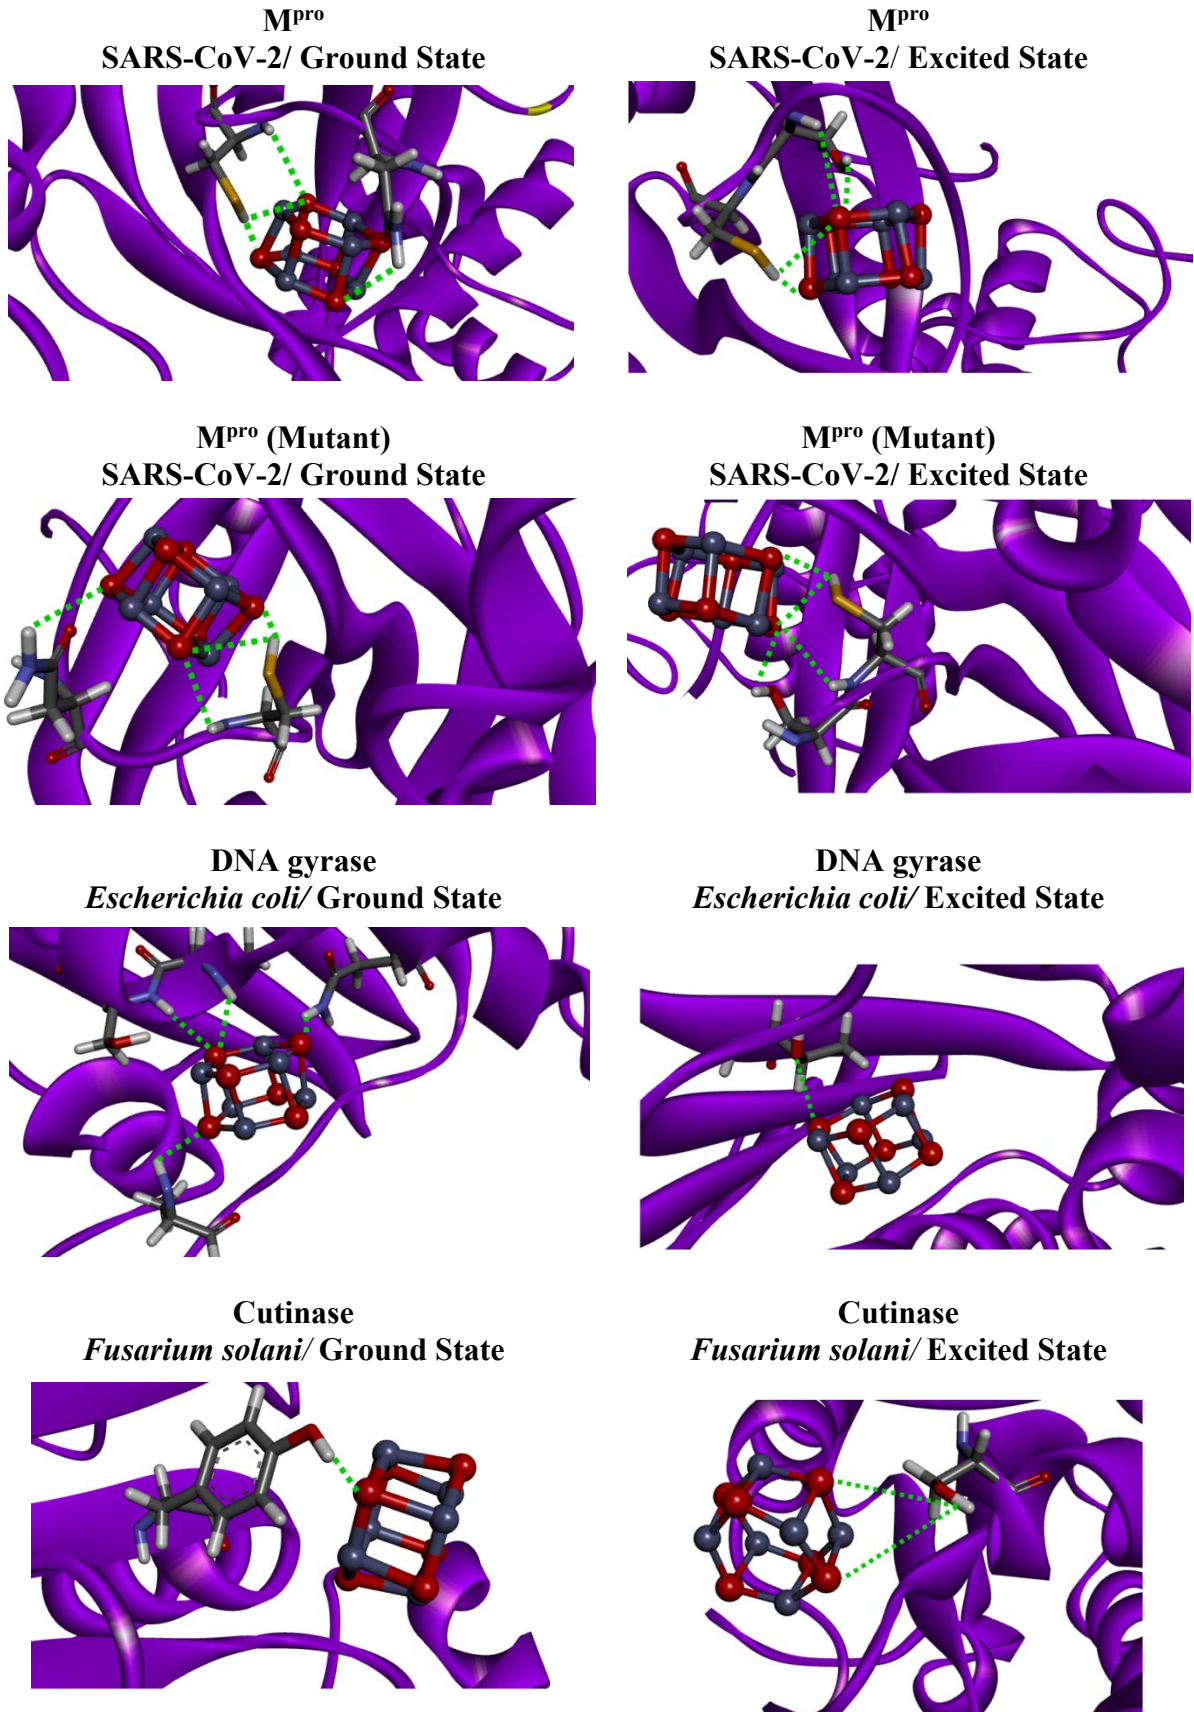 Mᵖʳᵒ
SARS-CoV-2/ Ground State
Mᵖʳᵒ
SARS-CoV-2/ Excited State
Mᵖʳᵒ (Mutant)
SARS-CoV-2/ Ground State
Mᵖʳᵒ (Mutant)
SARS-CoV-2/ Excited State
DNA gyrase
Escherichia coli/ Ground State
DNA gyrase
Escherichia coli/ Excited State
Cutinase
Fusarium solani/ Ground State
Cutinase
Fusarium solani/ Excited State